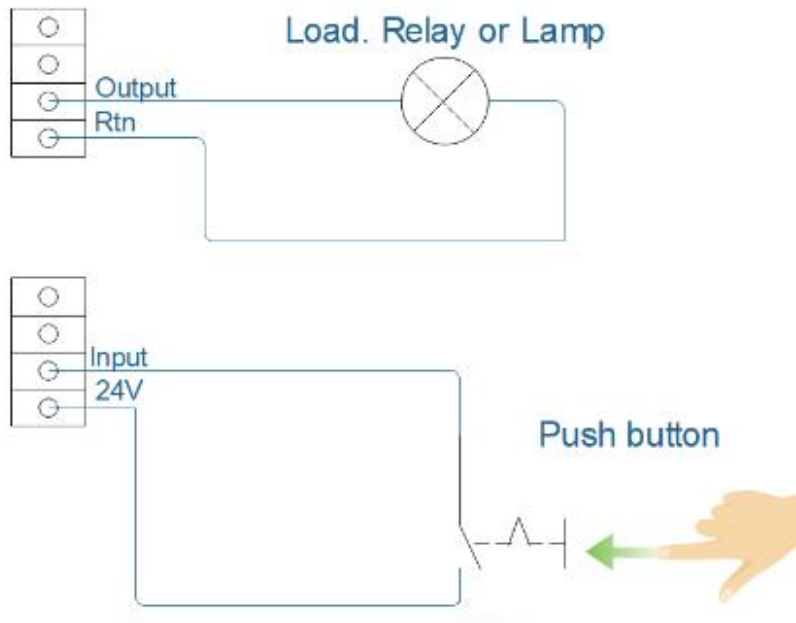 Load. Relay or Lamp
Output
Rtn
Input
24V
Push button